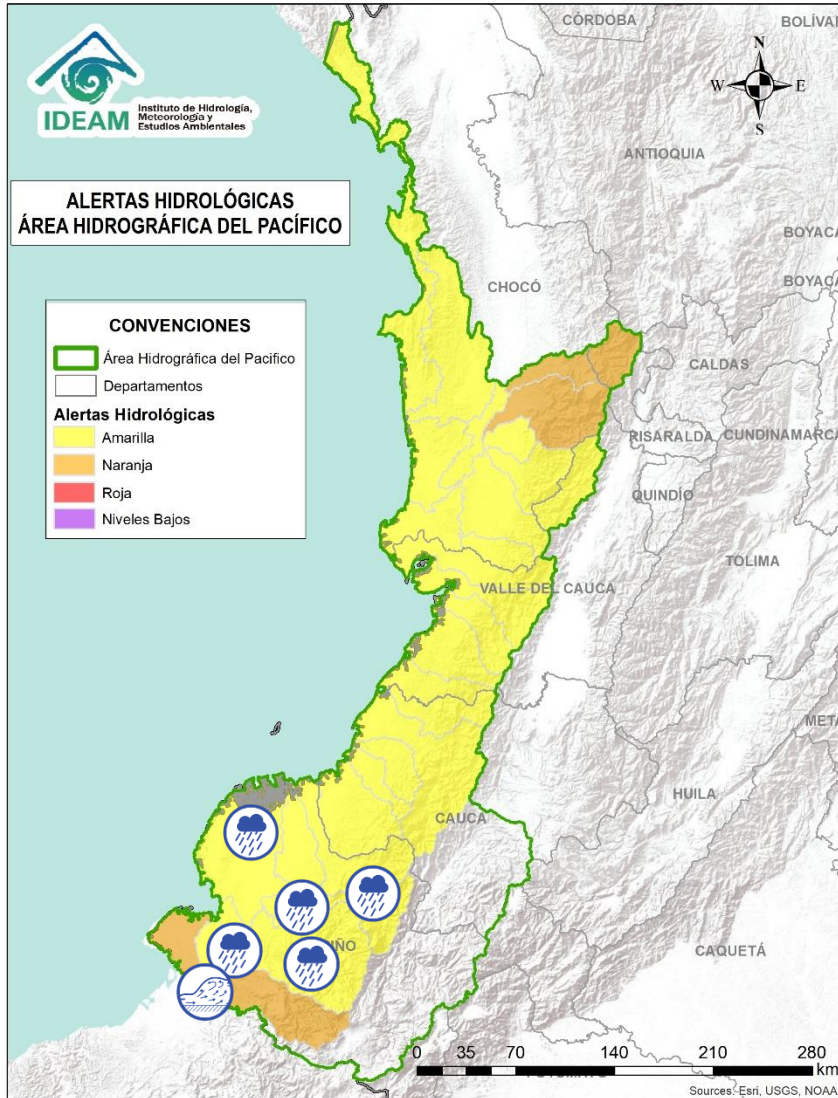 CÓRDOBA
BOLÍVAR
IDEAM
Instituto de Hidrología,
Meteorología y
Estudios Ambientales
N
W
E
S
ANTIOQUIA
ALERTAS HIDROLÓGICAS
ÁREA HIDROGRÁFICA DEL PACÍFICO
BOYACÁ
BOYACÁ
CHOCÓ
CONVENCIONES
Área Hidrográfica del Pacifico
Departamentos
Alertas Hidrológicas
Amarilla
Naranja
Roja
Niveles Bajos
CALDAS
RISARALDA
CUNDINAMARCA
QUINDÍO
TOLIMA
VALLE DEL CAUCA
META
HUILA
CAUCA
IÑO
CAQUETÁ
0 35 70 140 210 280
km
Sources: Esri, USGS, NOAA